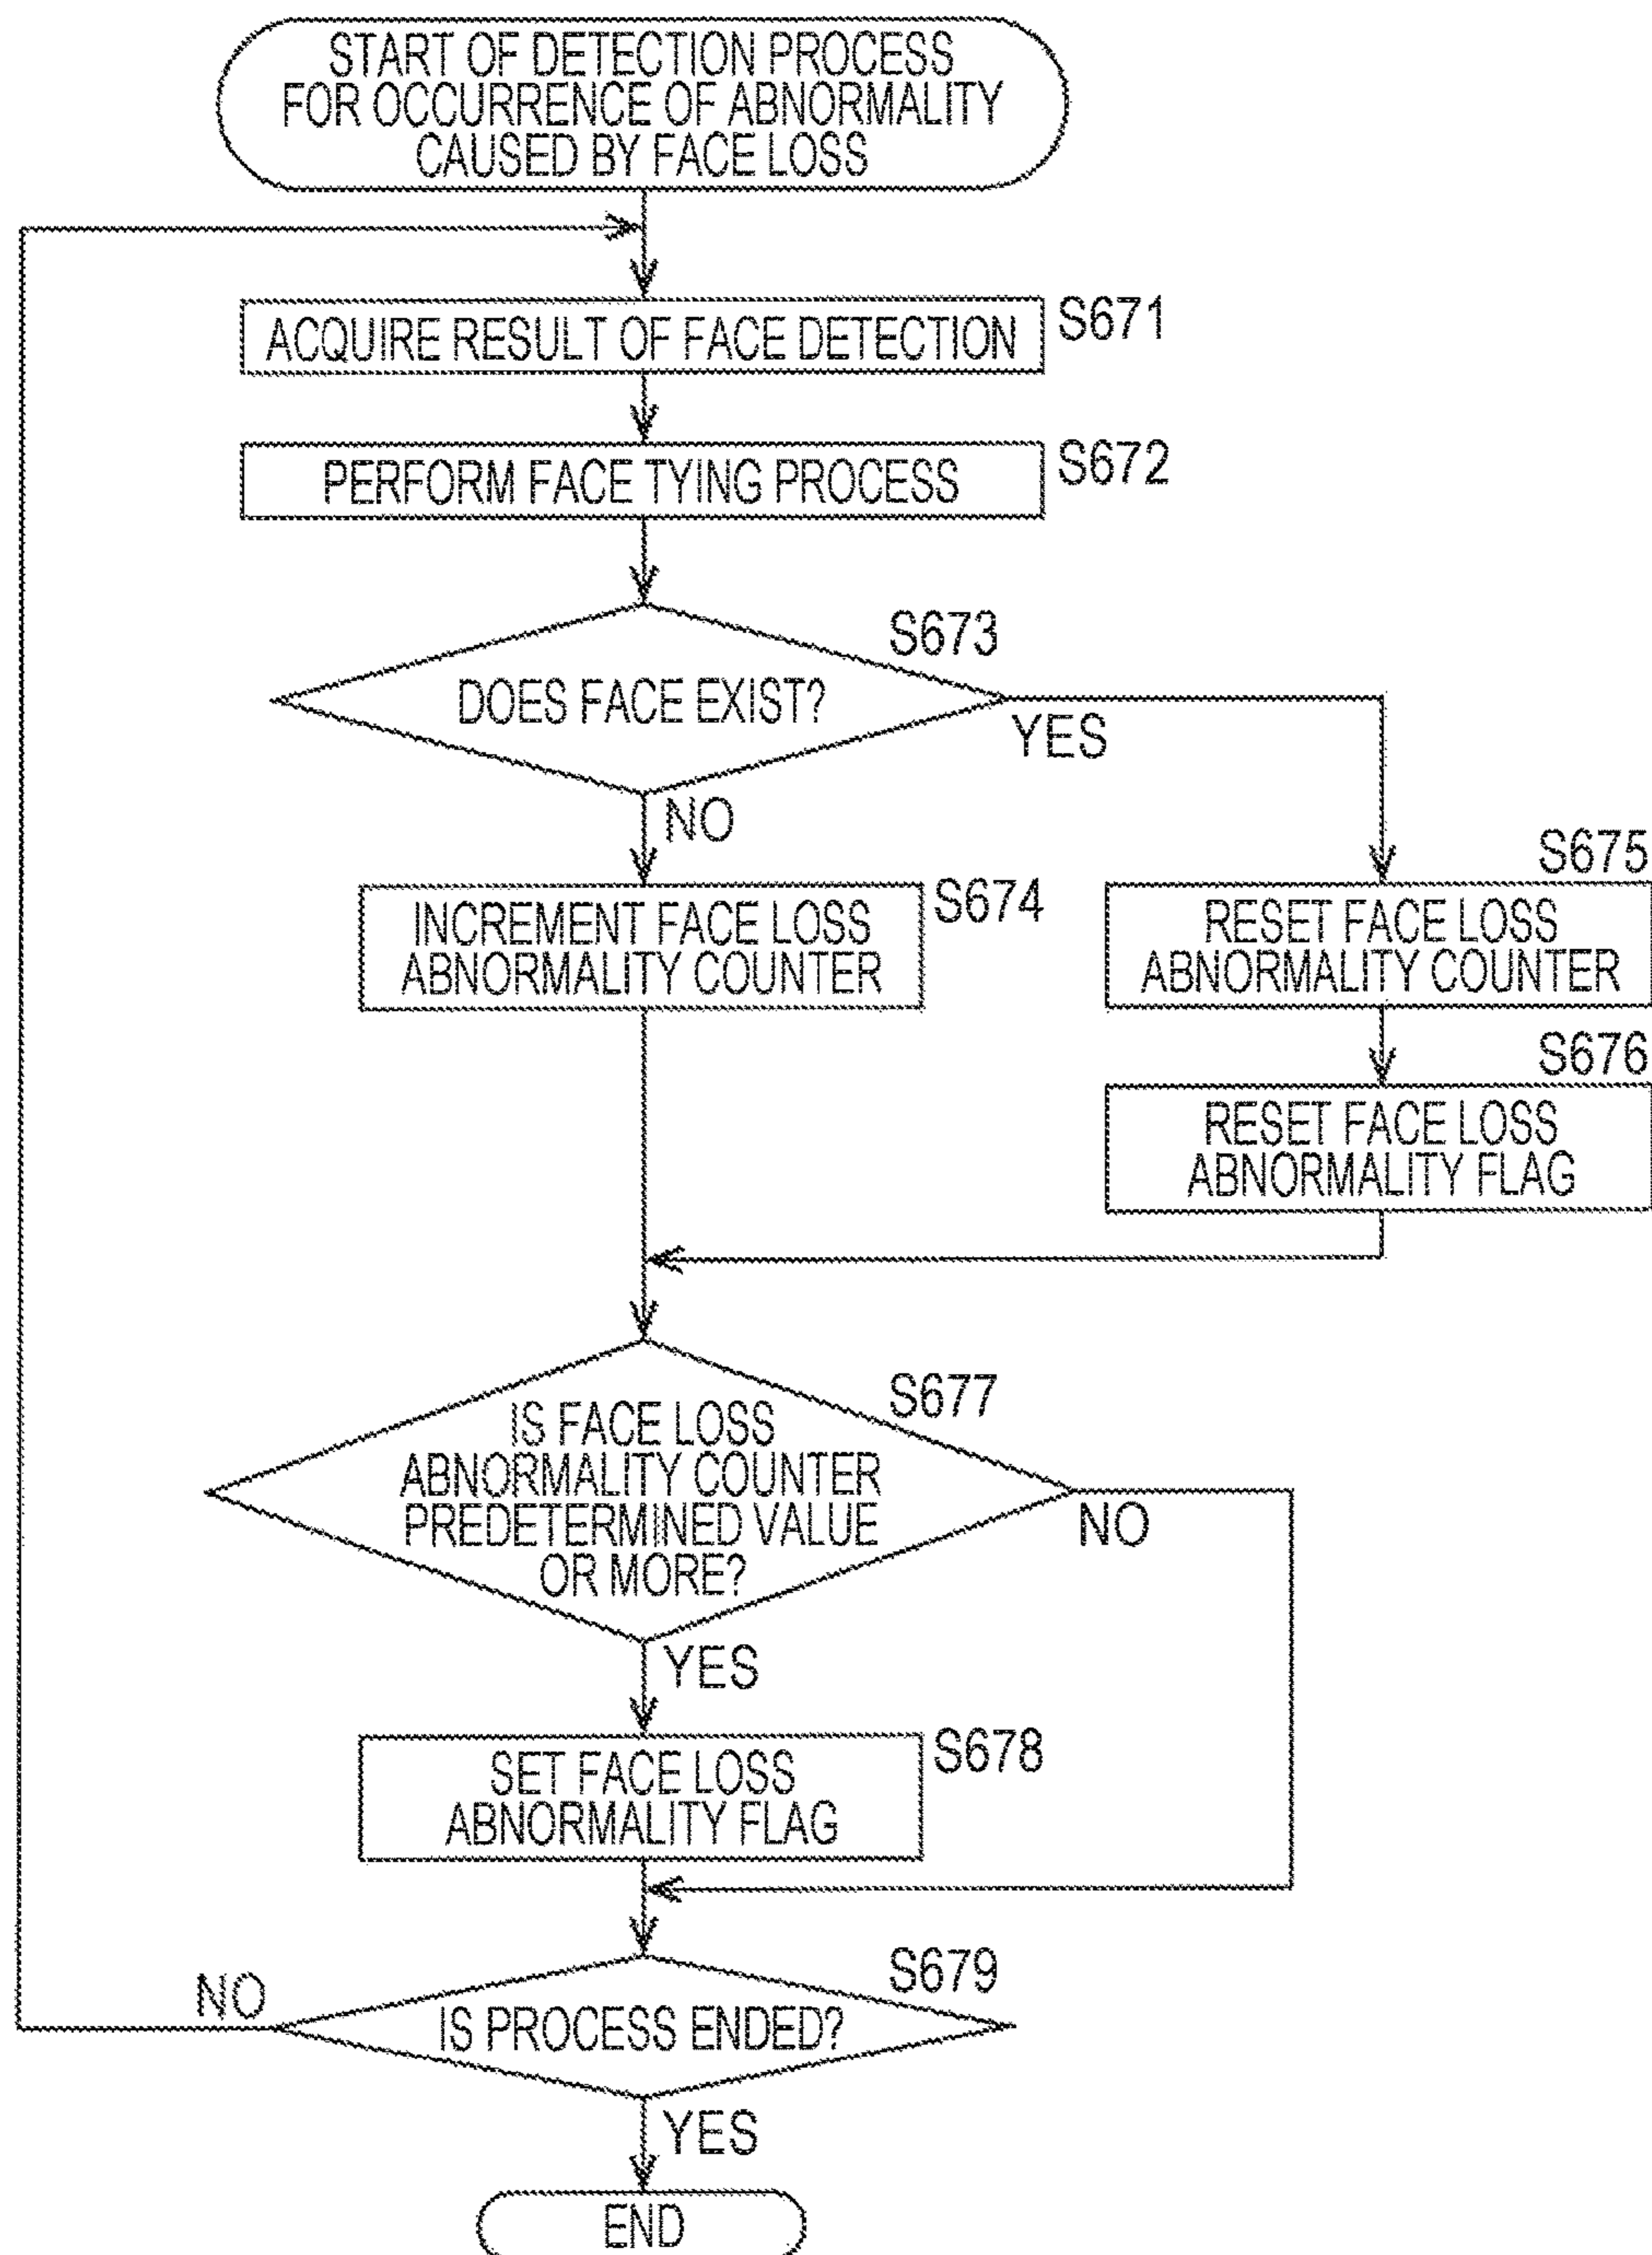 START OF DETECTION PROCESS
FOR OCCURRENCE OF ABNORMALITY
CAUSED BY FACE LOSS
ACQUIRE RESULT OF FACE DETECTION
S671
PERFORM FACE TYING PROCESS
S672
S673
DOES FACE EXIST?
YES
NO
INCREMENT FACE LOSS
ABNORMALITY COUNTER
S674
S675
RESET FACE LOSS
ABNORMALITY COUNTER
S676
RESET FACE LOSS
ABNORMALITY FLAG
S677
IS FACE LOSS
ABNORMALITY COUNTER
PREDETERMINED VALUE
OR MORE?
NO
YES
SET FACE LOSS
ABNORMALITY FLAG
S678
S679
NO
IS PROCESS ENDED?
YES
END